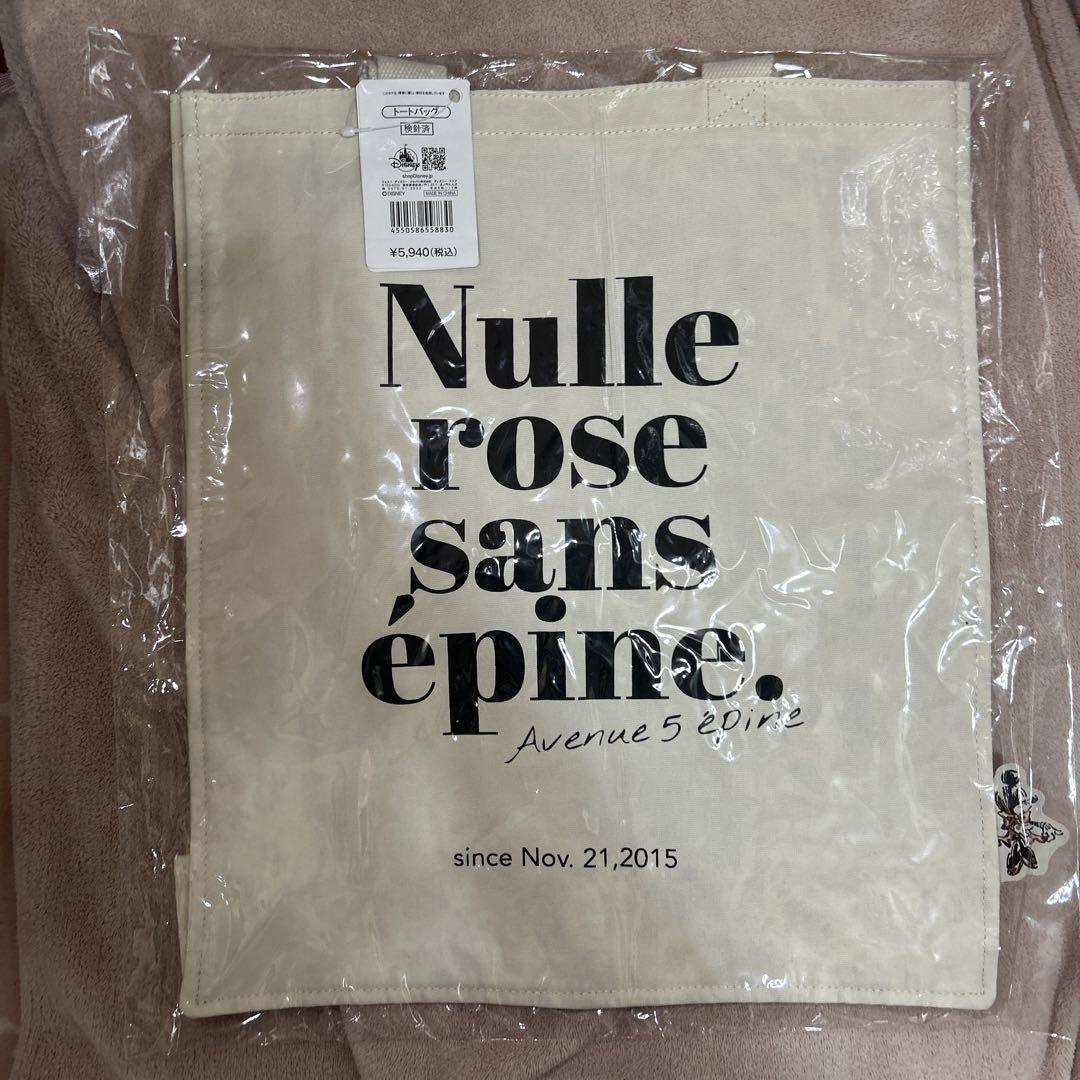 トートバッグ
検針済
Disney
shopDisney.jp
©DISNEY
MADE IN CHINA
4550586558830
¥5,940(税込)
Nulle
rose
sans
épine.
Avenue 5 épine
since Nov. 21,2015